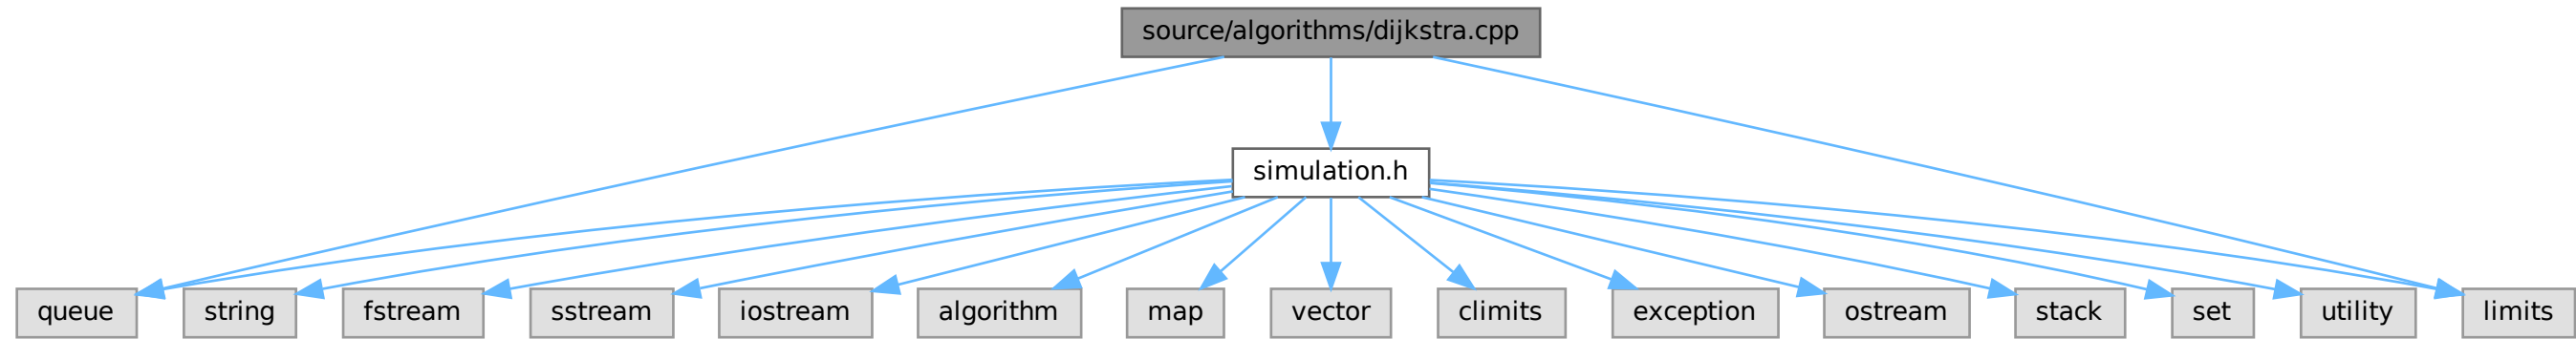 source/algorithms/dijkstra.cpp
simulation.h
queue
string
fstream
sstream
iostream
algorithm
map
vector
climits
exception
ostream
stack
set
utility
limits